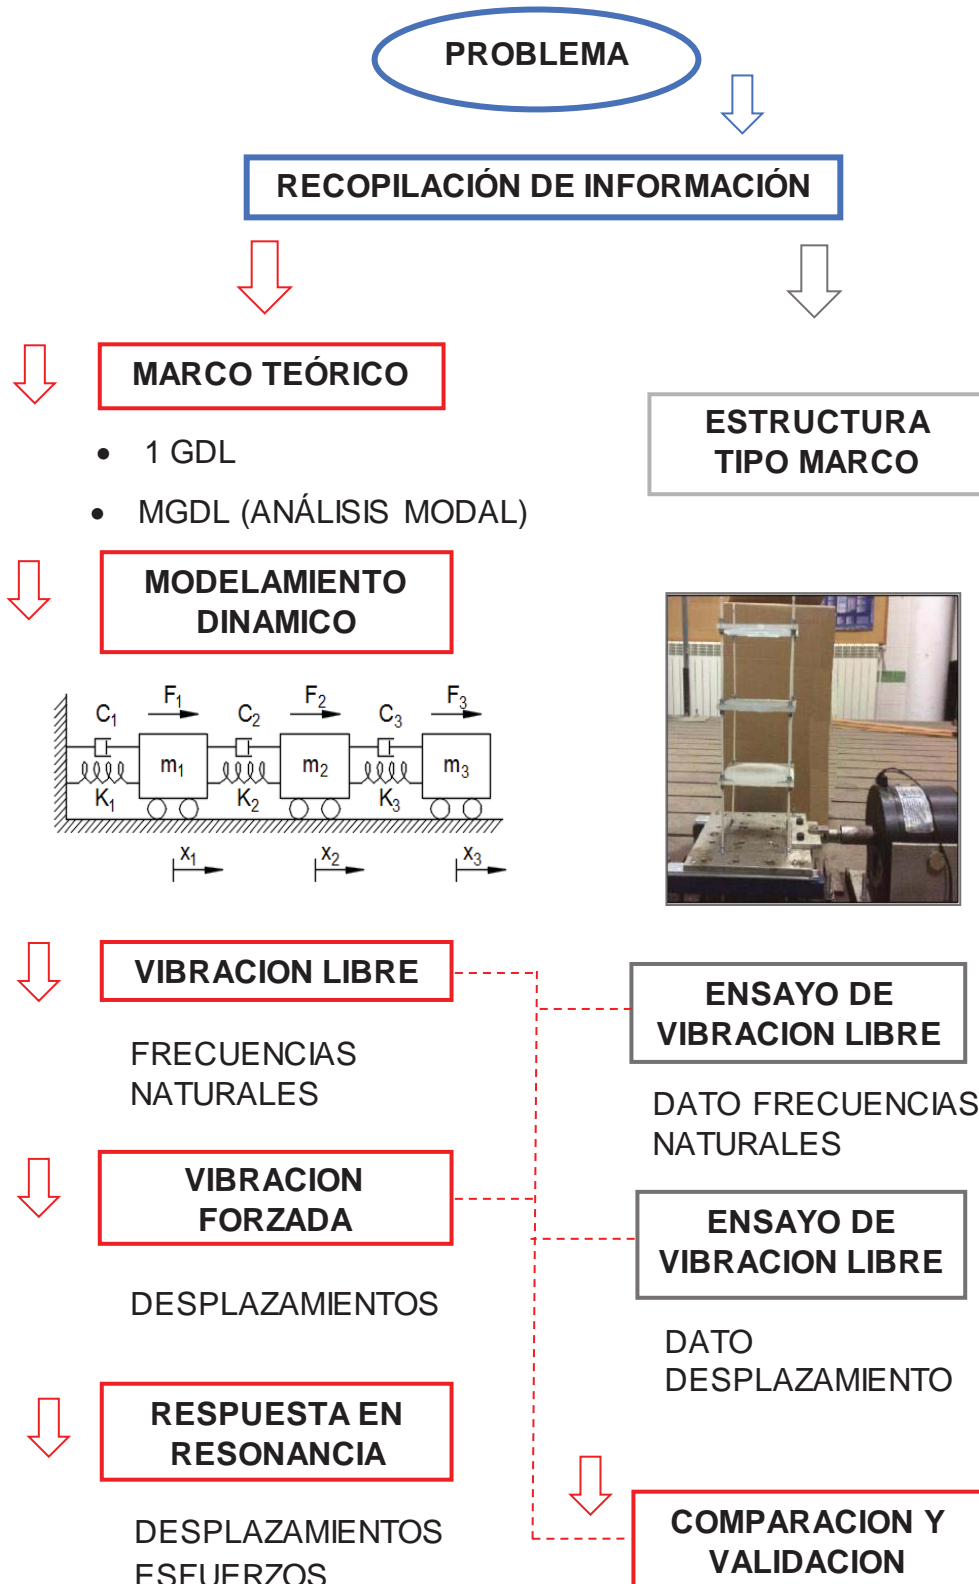 PROBLEMA
RECOPILACIÓN DE INFORMACIÓN
MARCO TEÓRICO
• 1 GDL
• MGDL (ANÁLISIS MODAL)
ESTRUCTURA
TIPO MARCO
MODELAMIENTO
DINAMICO
F1 F2 F3
C1 C2 C3
m1 m2 m3
K1 K2 K3
x1 x2 x3
VIBRACION LIBRE
FRECUENCIAS
NATURALES
ENSAYO DE
VIBRACION LIBRE
DATO FRECUENCIAS
NATURALES
VIBRACION
FORZADA
DESPLAZAMIENTOS
ENSAYO DE
VIBRACION LIBRE
DATO
DESPLAZAMIENTO
RESPUESTA EN
RESONANCIA
DESPLAZAMIENTOS
ESFUERZOS
COMPARACION Y
VALIDACION